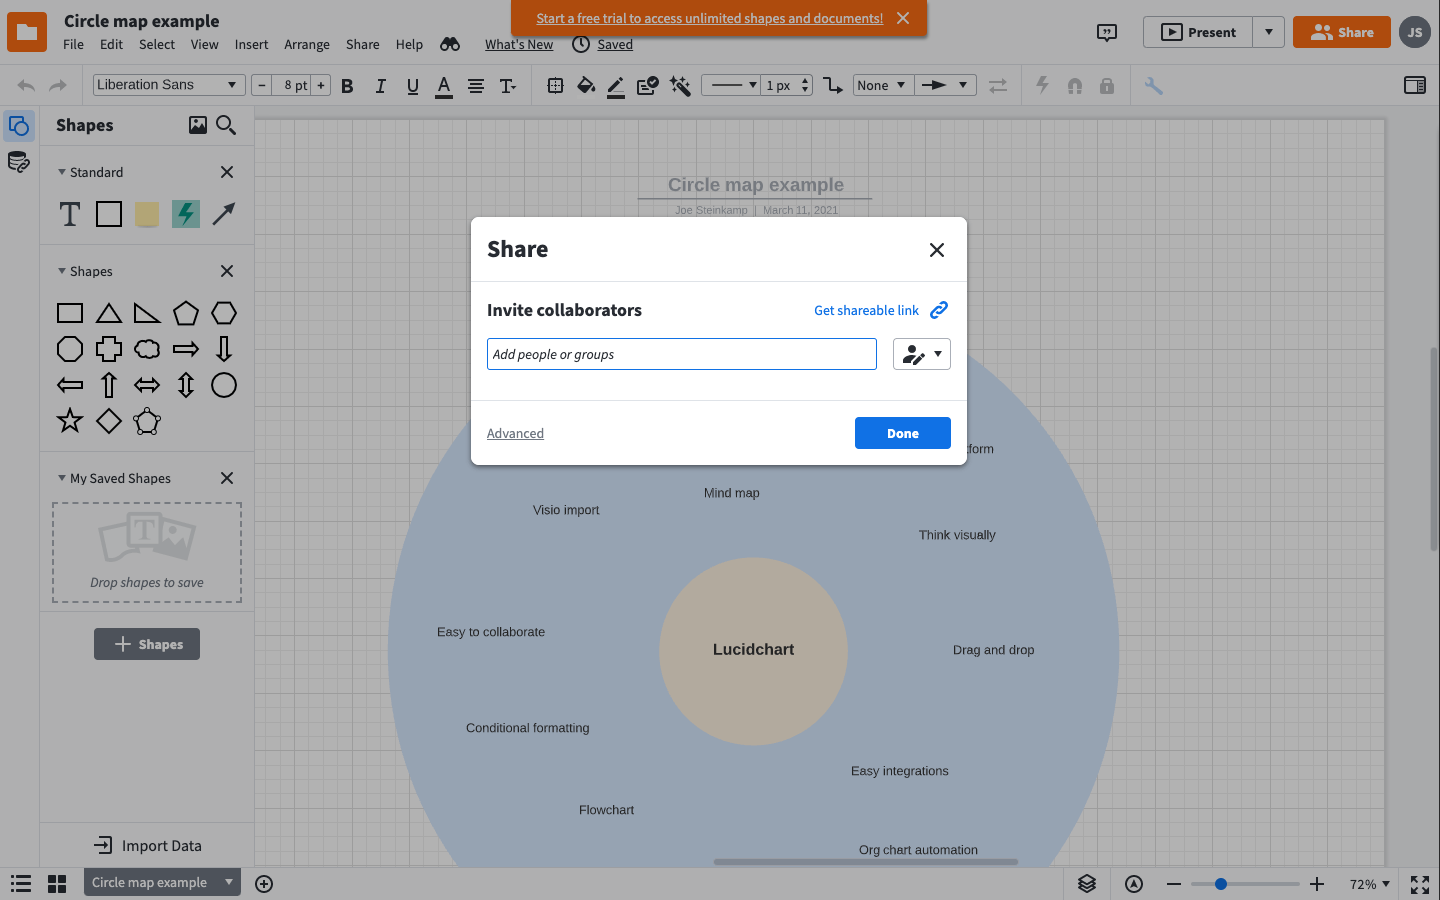 Circle map example
Start a free trial to access unlimited shapes and documents!
File Edit Select View Insert Arrange Share Help What's New Saved
Present
Share
JS
Liberation Sans
8 pt
B I U A T
1 px
None
Shapes
Standard
T
Shapes
My Saved Shapes
T
Drop shapes to save
Shapes
Import Data
Circle map example
Joe Steinkamp | March 11, 2021
Share
Invite collaborators
Get shareable link
Add people or groups
Advanced
Done
form
Mind map
Visio import
Think visually
Easy to collaborate
Lucidchart
Drag and drop
Conditional formatting
Easy integrations
Flowchart
Org chart automation
Circle map example
72%